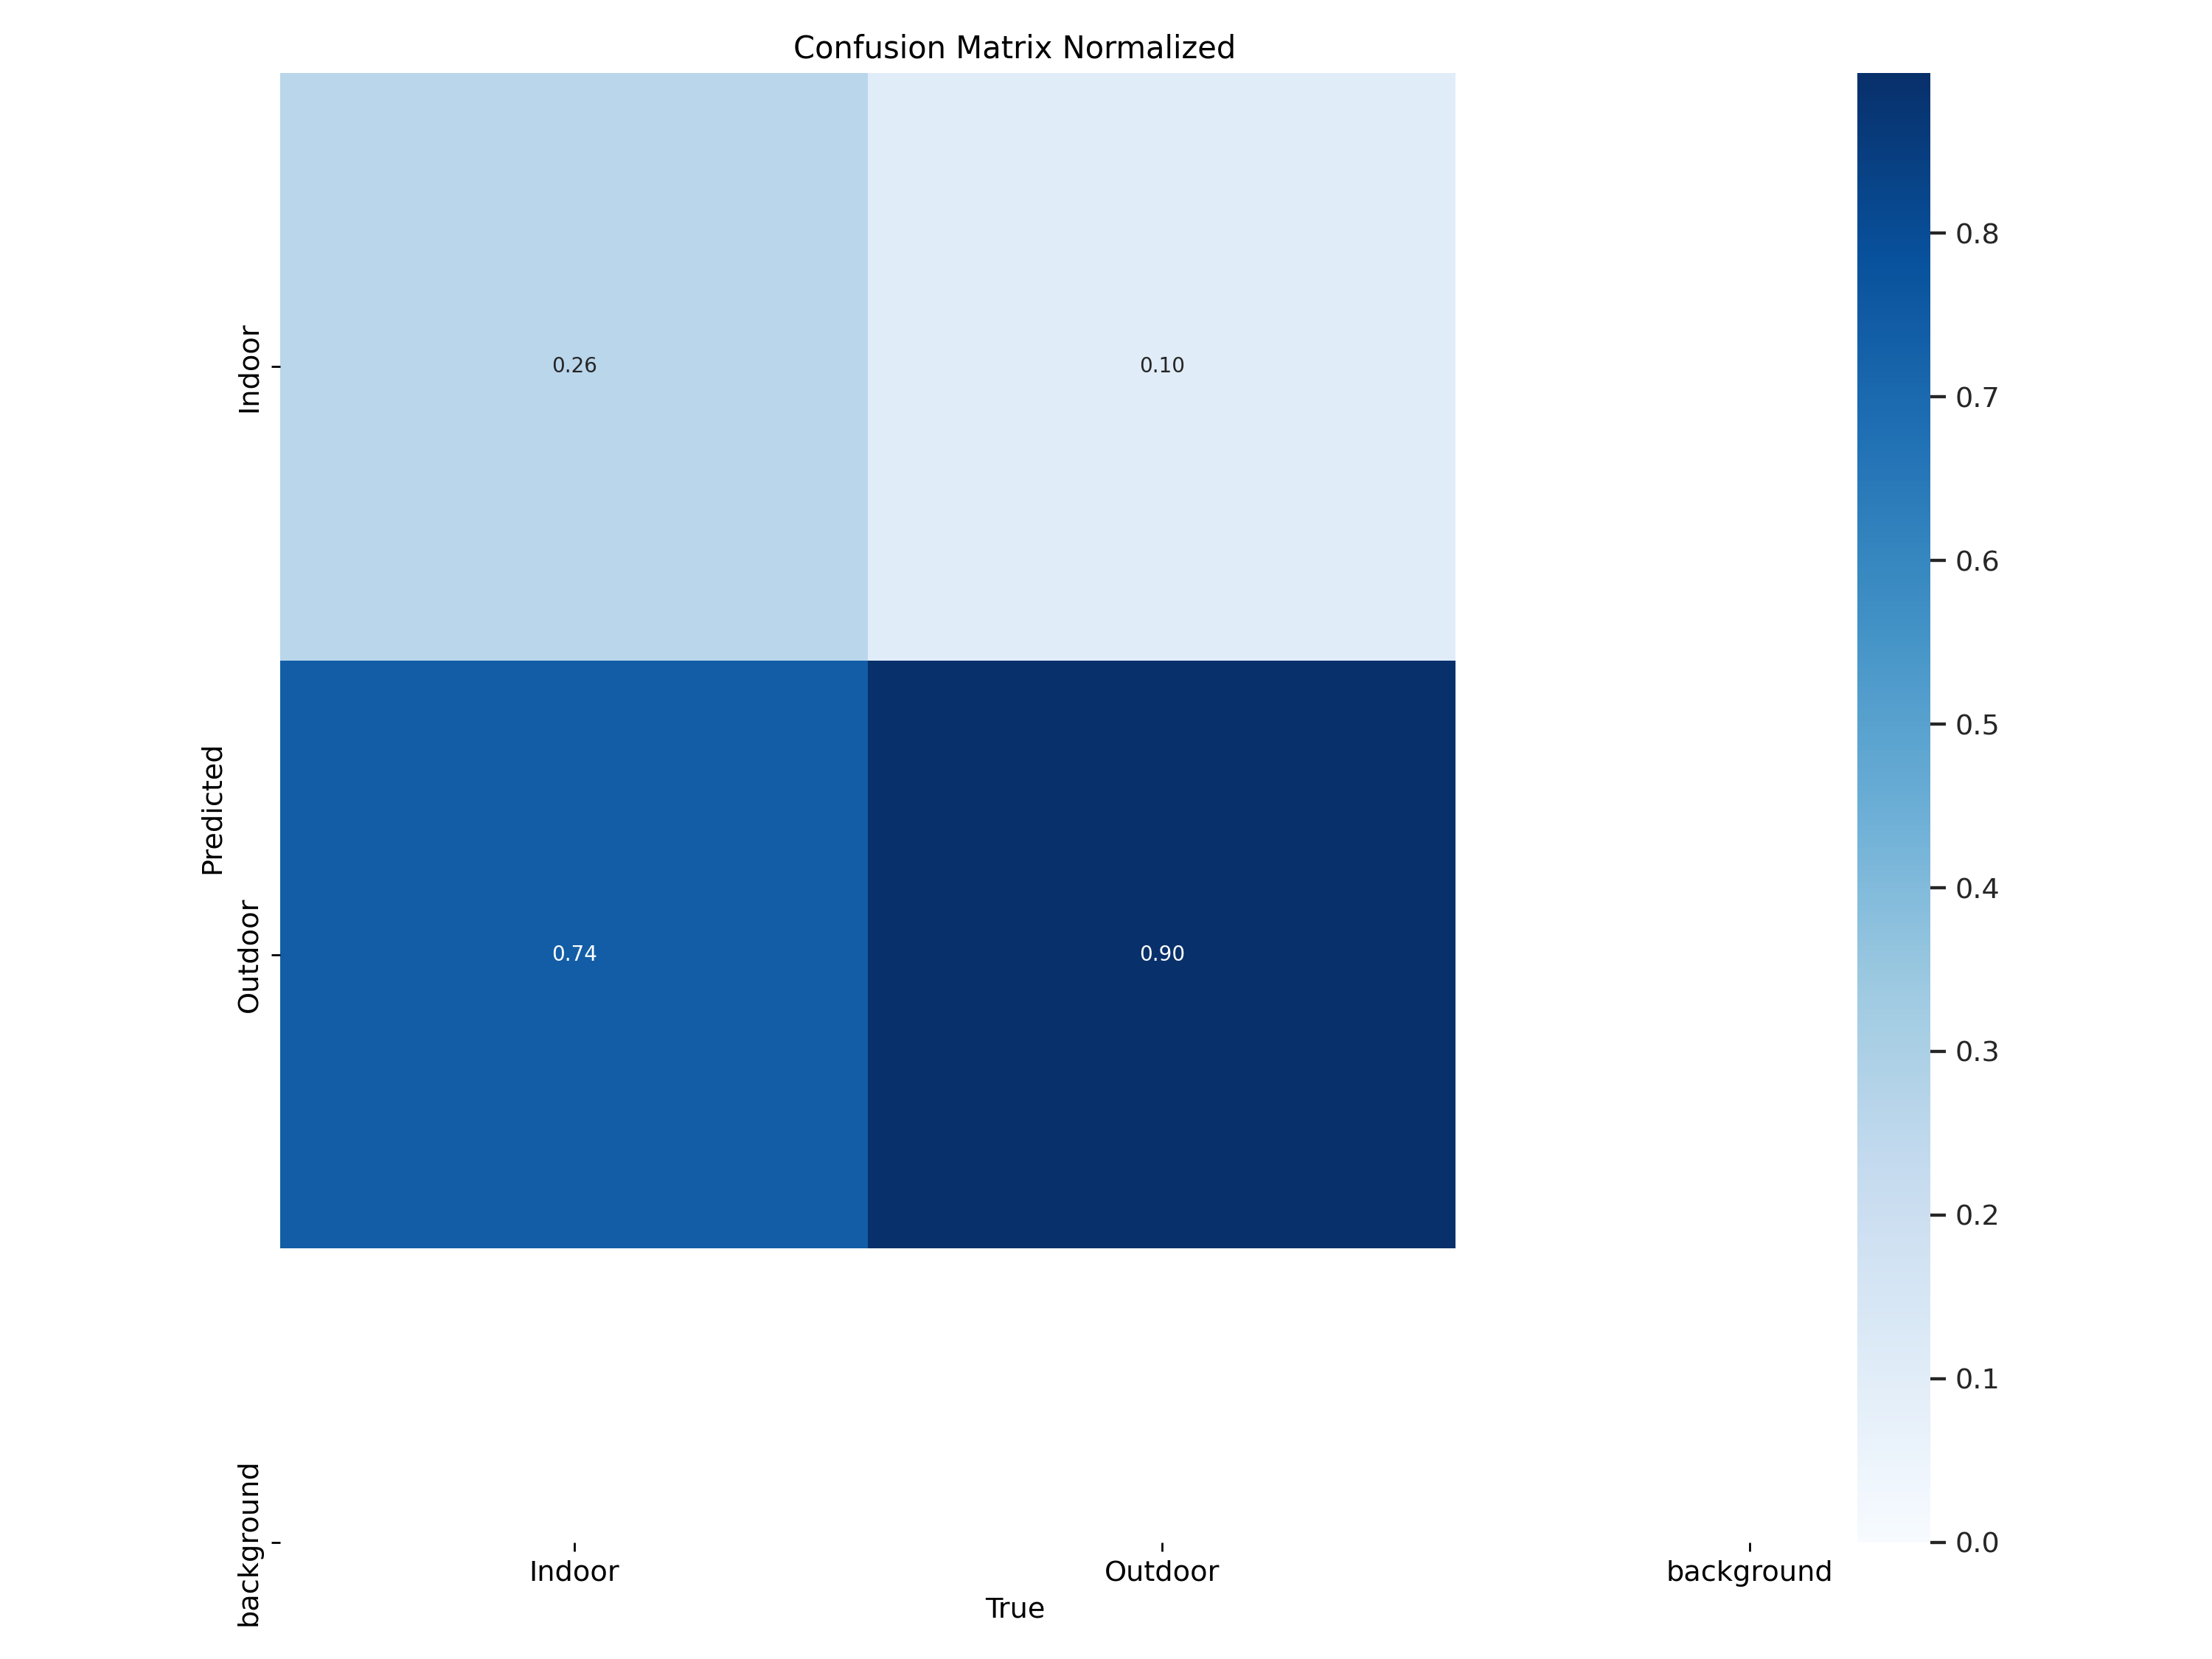 Confusion Matrix Normalized
Indoor
0.26
0.10
Predicted
Outdoor
0.74
0.90
background
Indoor
Outdoor
background
True
0.8
0.7
0.6
0.5
0.4
0.3
0.2
0.1
0.0